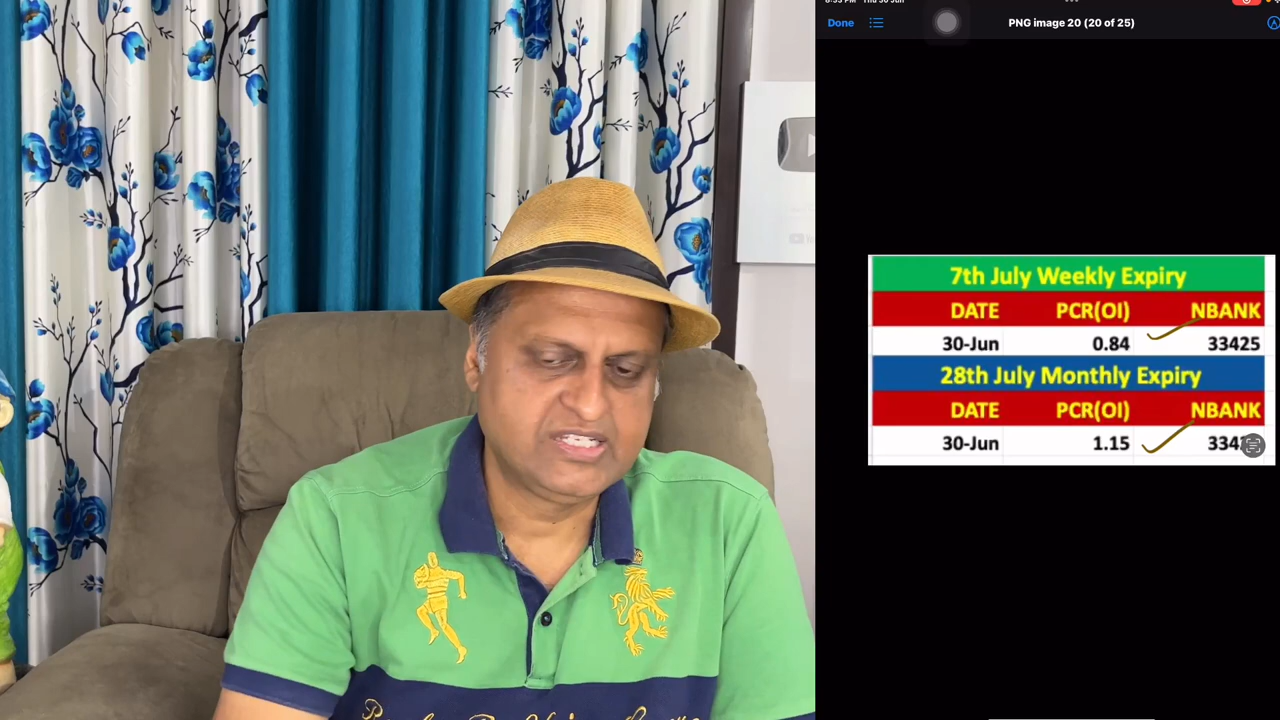 Done
PNG image 20 (20 of 25)
7th July Weekly Expiry
DATE PCR(OI) NBANK
30-Jun 0.84 33425
28th July Monthly Expiry
DATE PCR(OI) NBANK
30-Jun 1.15